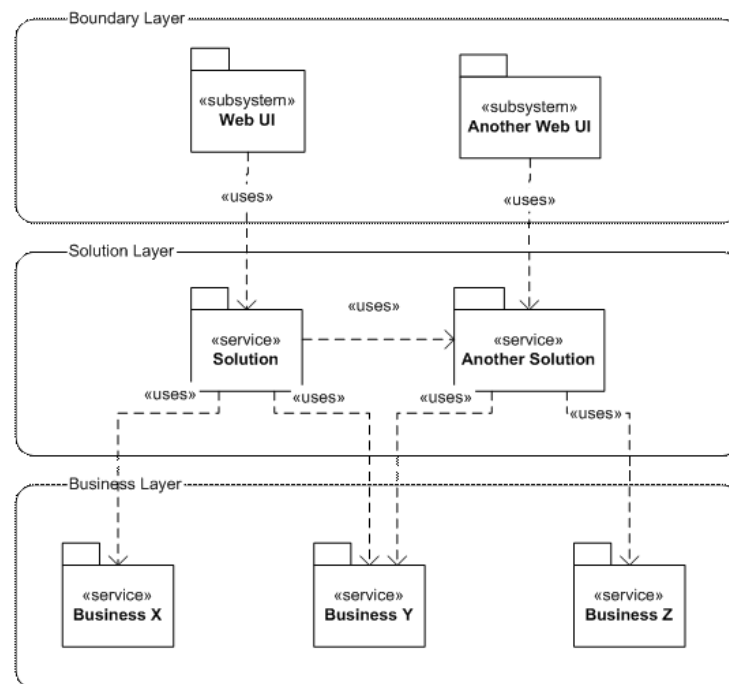 Boundary Layer
«subsystem»
Web UI
«subsystem»
Another Web UI
«uses»
«uses»
Solution Layer
«uses»
«service»
Solution
«service»
Another Solution
«uses»
«uses»
«uses»
«uses»
Business Layer
«service»
Business X
«service»
Business Y
«service»
Business Z